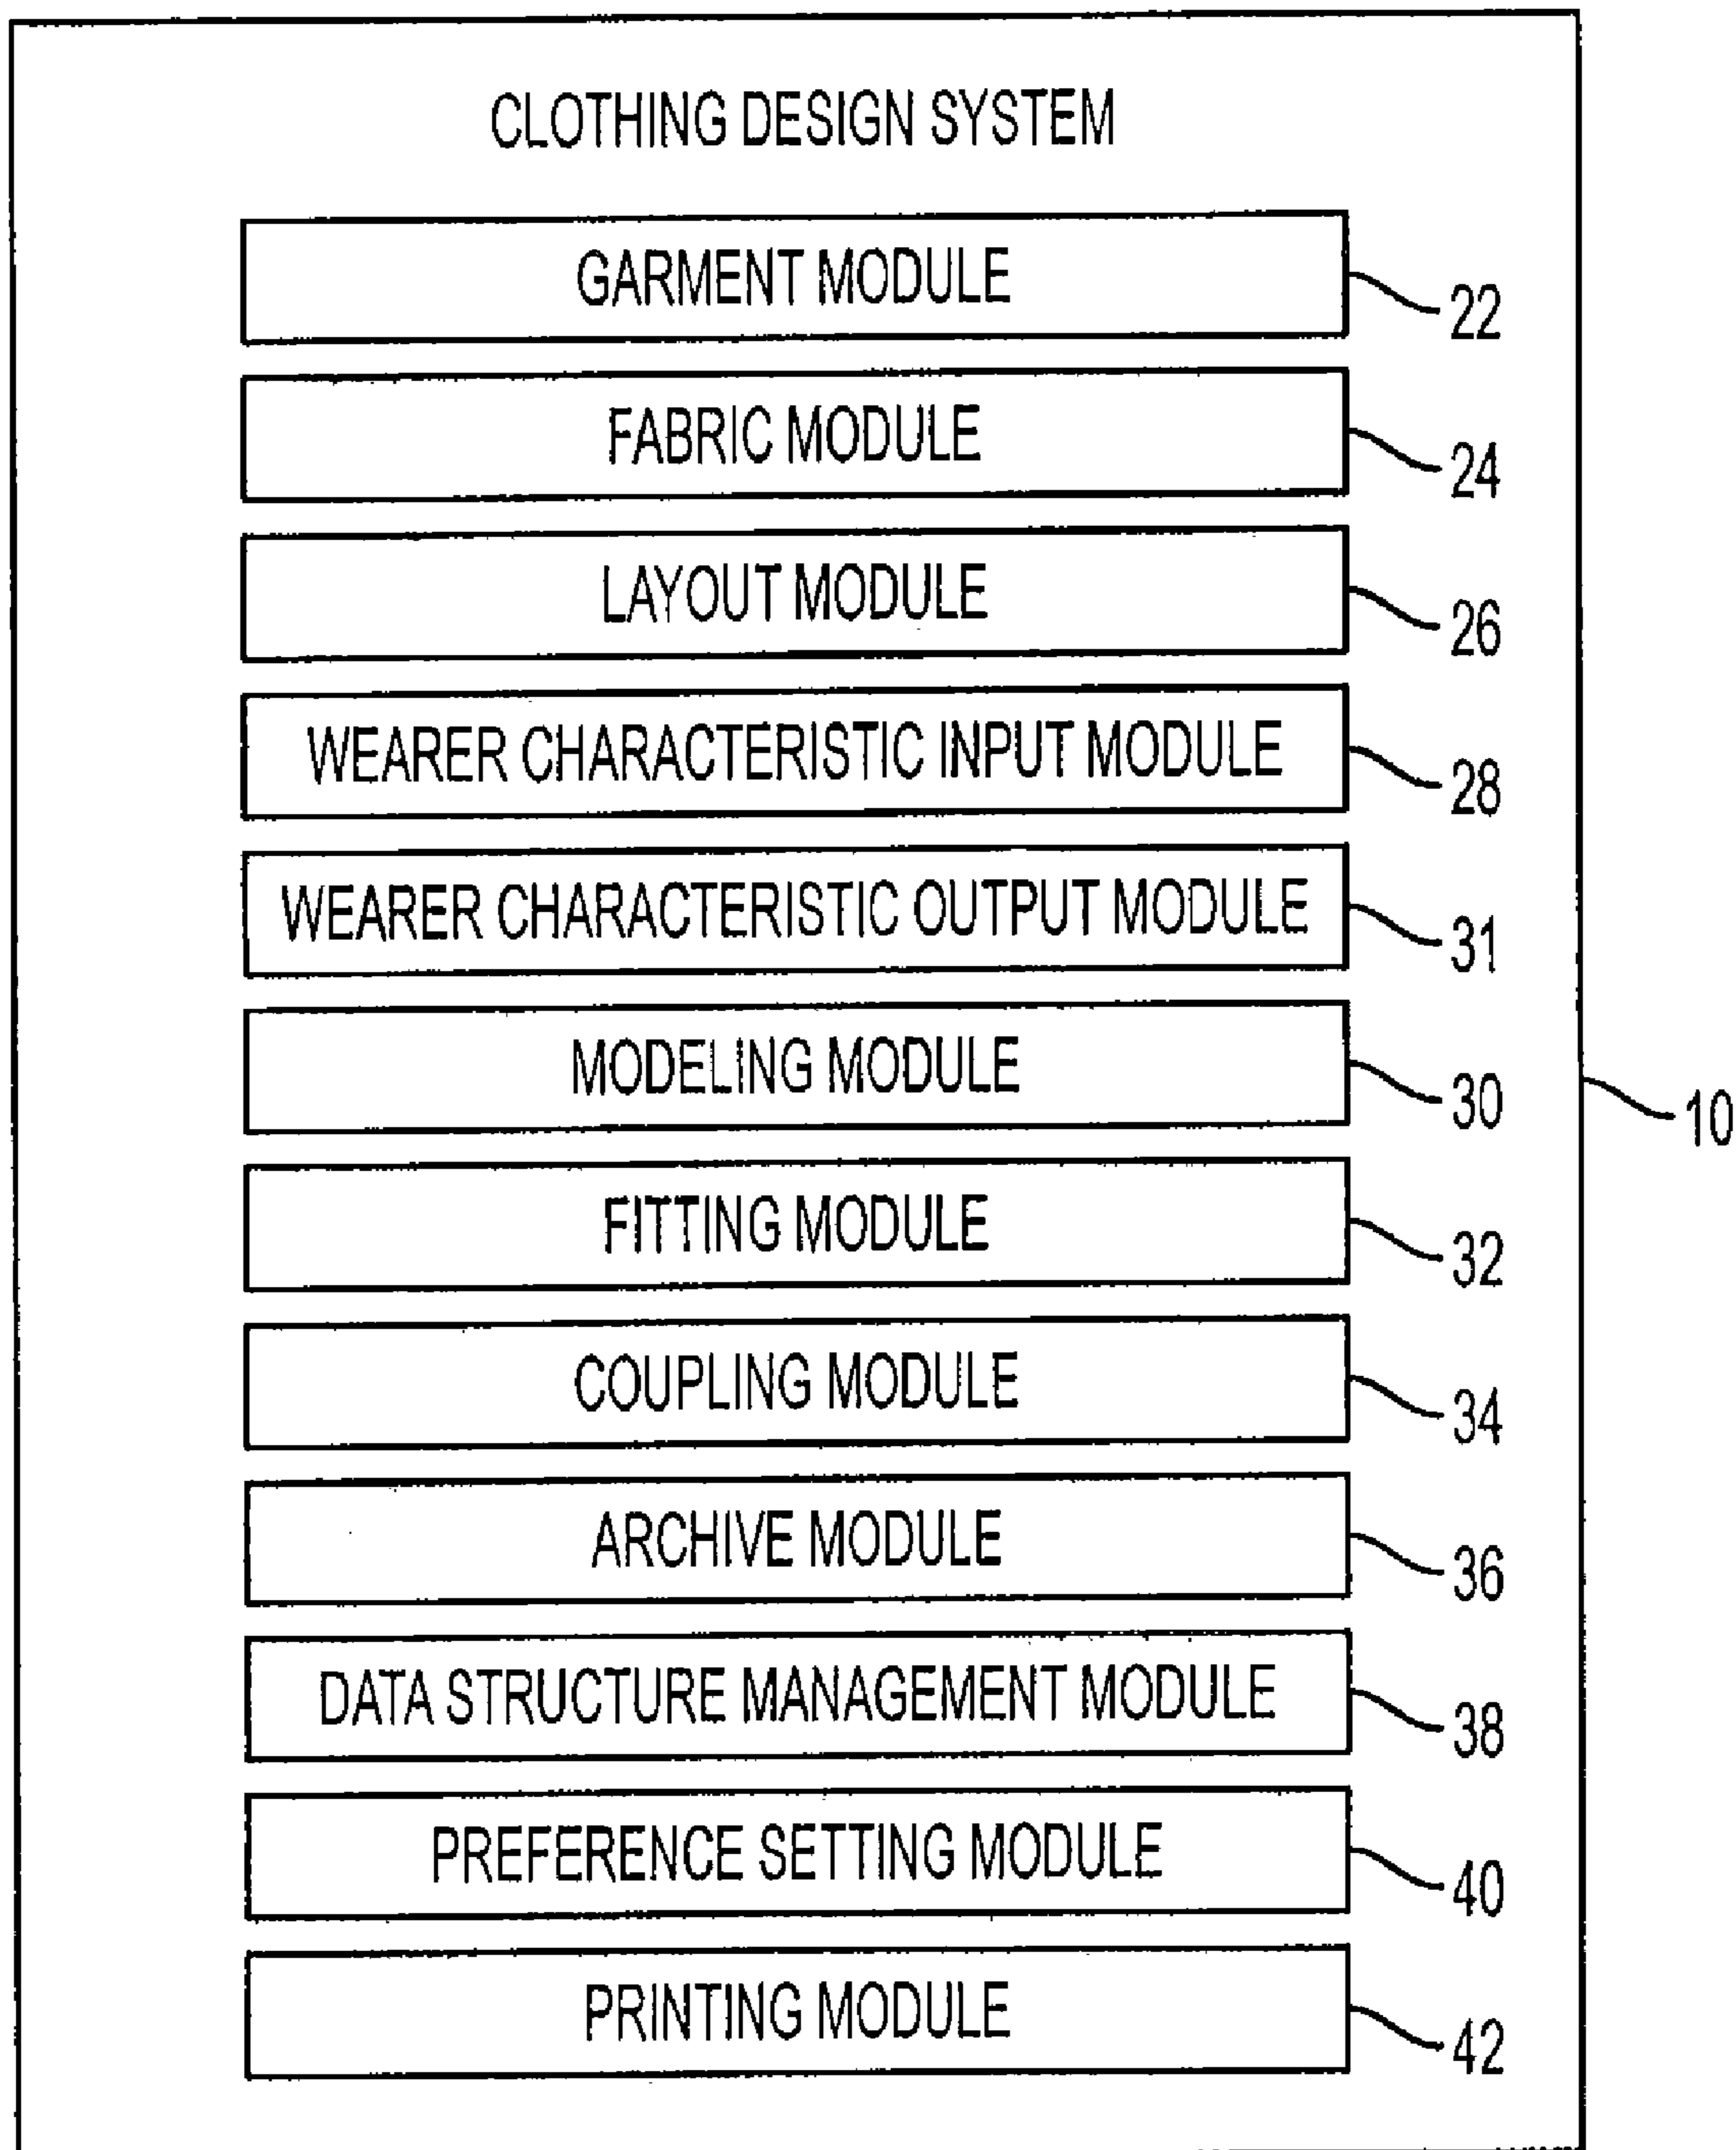 CLOTHING DESIGN SYSTEM
GARMENT MODULE
22
FABRIC MODULE
24
LAYOUT MODULE
26
WEARER CHARACTERISTIC INPUT MODULE
28
WEARER CHARACTERISTIC OUTPUT MODULE
31
MODELING MODULE
30
10
FITTING MODULE
32
COUPLING MODULE
34
ARCHIVE MODULE
36
DATA STRUCTURE MANAGEMENT MODULE
38
PREFERENCE SETTING MODULE
40
PRINTING MODULE
42